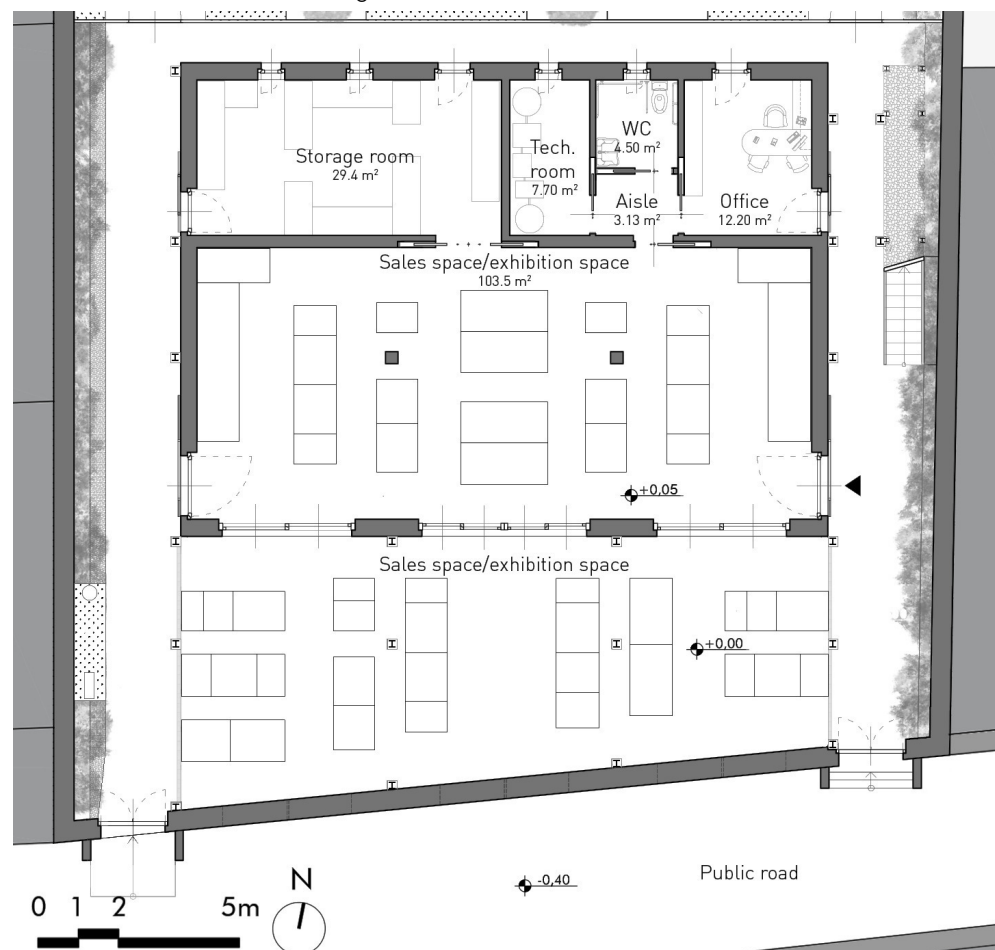 Storage room
29.4 m²
Tech.
room
7.70 m²
WC
4.50 m²
Aisle
3.13 m²
Office
12.20 m²
Sales space/exhibition space
103.5 m²
+0,05
Sales space/exhibition space
+0,00
Public road
-0,40
0 1 2 5m
N